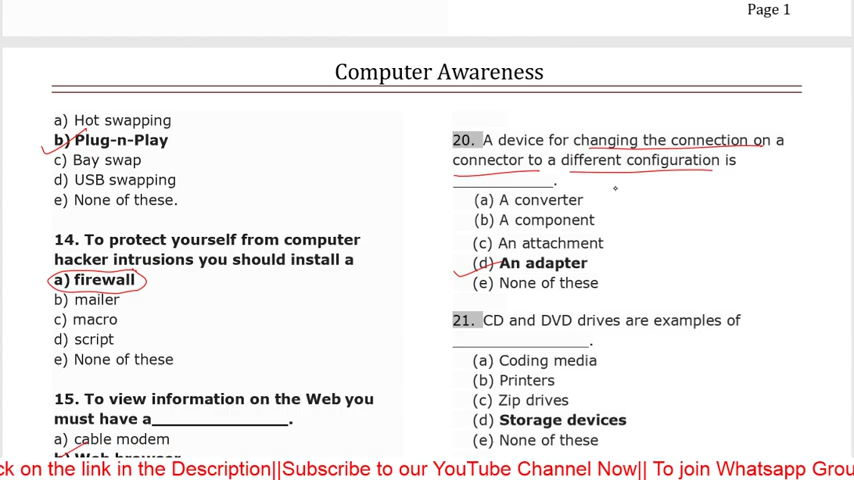 Page 1
Computer Awareness
a) Hot swapping
b) Plug-n-Play
c) Bay swap
d) USB swapping
e) None of these.
14. To protect yourself from computer
hacker intrusions you should install a
a) firewall
b) mailer
c) macro
d) script
e) None of these
15. To view information on the Web you
must have a______________.
a) cable modem
b) Web browser
20. A device for changing the connection on a
connector to a different configuration is
__________.
(a) A converter
(b) A component
(c) An attachment
(d) An adapter
(e) None of these
21. CD and DVD drives are examples of
______________.
(a) Coding media
(b) Printers
(c) Zip drives
(d) Storage devices
(e) None of these
ck on the link in the Description||Subscribe to our YouTube Channel Now|| To join Whatsapp Grou